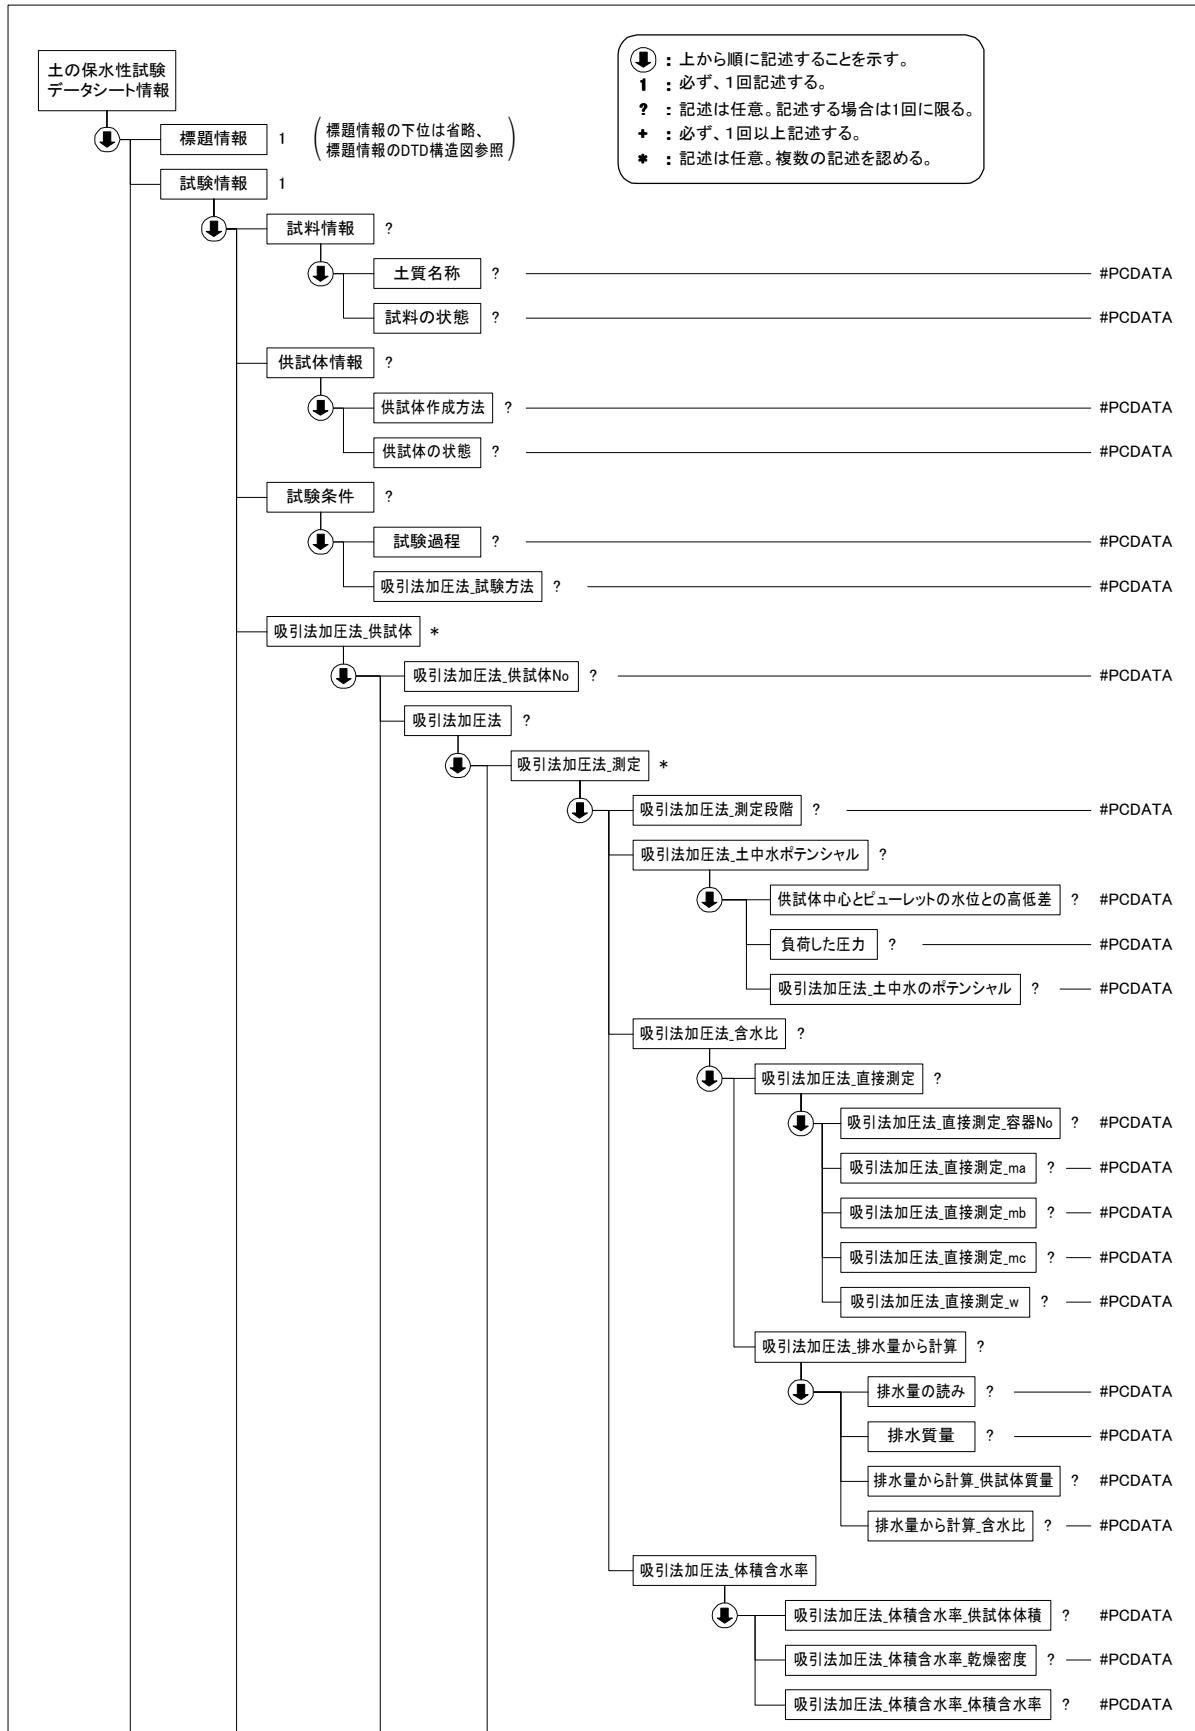 土の保水性試験
データシート情報
：上から順に記述することを示す。
1：必ず、1回記述する。
?：記述は任意。記述する場合は1回に限る。
+：必ず、1回以上記述する。
*：記述は任意。複数の記述を認める。
標題情報 1 (標題情報の下位は省略、
標題情報のDTD構造図参照)
試験情報 1
試料情報 ?
土質名称 ? #PCDATA
試料の状態 ? #PCDATA
供試体情報 ?
供試体作成方法 ? #PCDATA
供試体の状態 ? #PCDATA
試験条件 ?
試験過程 ? #PCDATA
吸引法加圧法_試験方法 ? #PCDATA
吸引法加圧法_供試体 *
吸引法加圧法_供試体No ? #PCDATA
吸引法加圧法 ?
吸引法加圧法_測定 *
吸引法加圧法_測定段階 ? #PCDATA
吸引法加圧法_土中水ポテンシャル ?
供試体中心とビューレットの水位との高低差 ? #PCDATA
負荷した圧力 ? #PCDATA
吸引法加圧法_土中水のポテンシャル ? #PCDATA
吸引法加圧法_含水比 ?
吸引法加圧法_直接測定 ?
吸引法加圧法_直接測定_容器No ? #PCDATA
吸引法加圧法_直接測定_ma ? #PCDATA
吸引法加圧法_直接測定_mb ? #PCDATA
吸引法加圧法_直接測定_mc ? #PCDATA
吸引法加圧法_直接測定_w ? #PCDATA
吸引法加圧法_排水量から計算 ?
排水量の読み ? #PCDATA
排水質量 ? #PCDATA
排水量から計算_供試体質量 ? #PCDATA
排水量から計算_含水比 ? #PCDATA
吸引法加圧法_体積含水率
吸引法加圧法_体積含水率_供試体体積 ? #PCDATA
吸引法加圧法_体積含水率_乾燥密度 ? #PCDATA
吸引法加圧法_体積含水率_体積含水率 ? #PCDATA